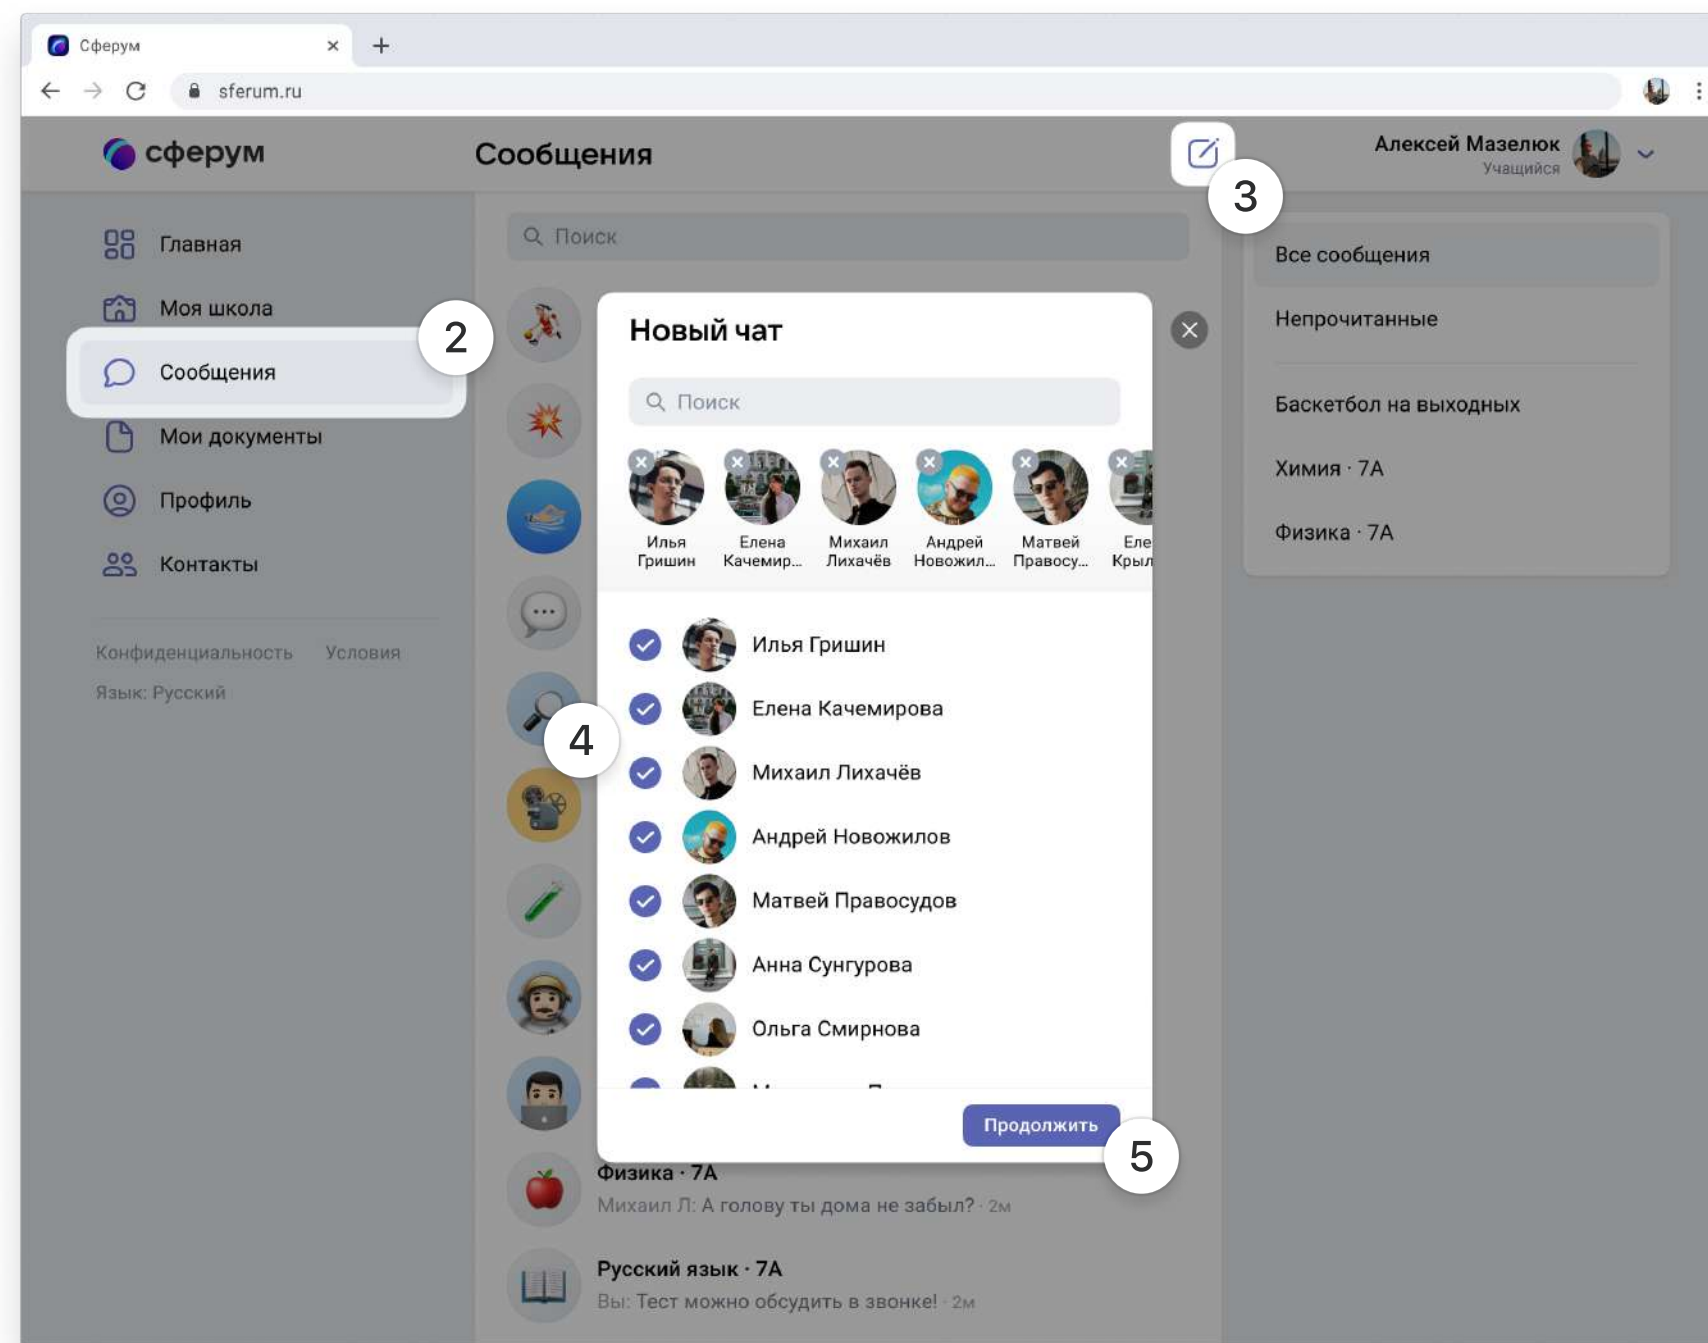 Сферум
sferum.ru
сферум
Сообщения
Алексей Мазелюк
Учащийся
3
Главная
Моя школа
2
Сообщения
Мои документы
Профиль
Контакты
Конфиденциальность Условия
Язык: Русский
Поиск
Новый чат
Поиск
Илья
Гришин
Елена
Качемир...
Михаил
Лихачёв
Андрей
Новожил...
Матвей
Правосу...
Еле
Крыл
4
Илья Гришин
Елена Качемирова
Михаил Лихачёв
Андрей Новожилов
Матвей Правосудов
Анна Сунгурова
Ольга Смирнова
Продолжить
5
Физика · 7А
Михаил Л: А голову ты дома не забыл? · 2м
Русский язык · 7А
Вы: Тест можно обсудить в звонке! · 2м
Все сообщения
Непрочитанные
Баскетбол на выходных
Химия · 7А
Физика · 7А